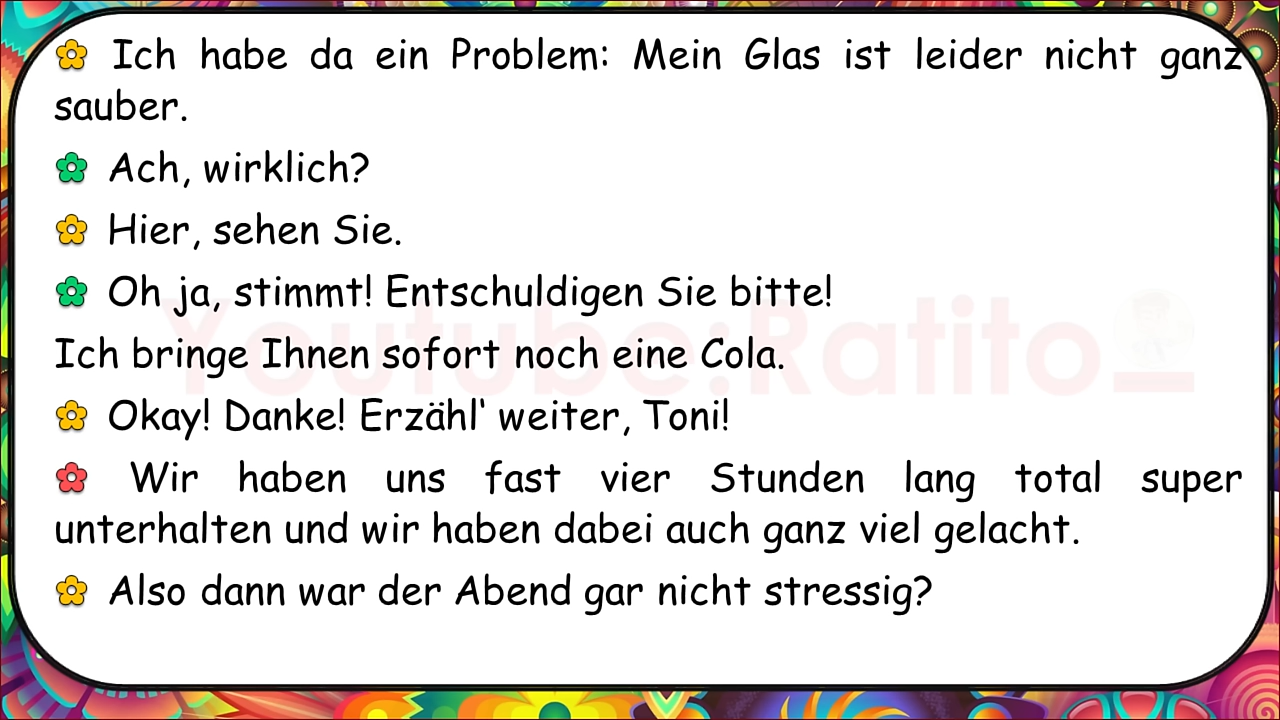 Ich habe da ein Problem: Mein Glas ist leider nicht ganz
sauber.
Ach, wirklich?
Hier, sehen Sie.
Oh ja, stimmt! Entschuldigen Sie bitte!
Ich bringe Ihnen sofort noch eine Cola.
Okay! Danke! Erzähl' weiter, Toni!
Wir haben uns fast vier Stunden lang total super
unterhalten und wir haben dabei auch ganz viel gelacht.
Also dann war der Abend gar nicht stressig?
Youtube:Ratito